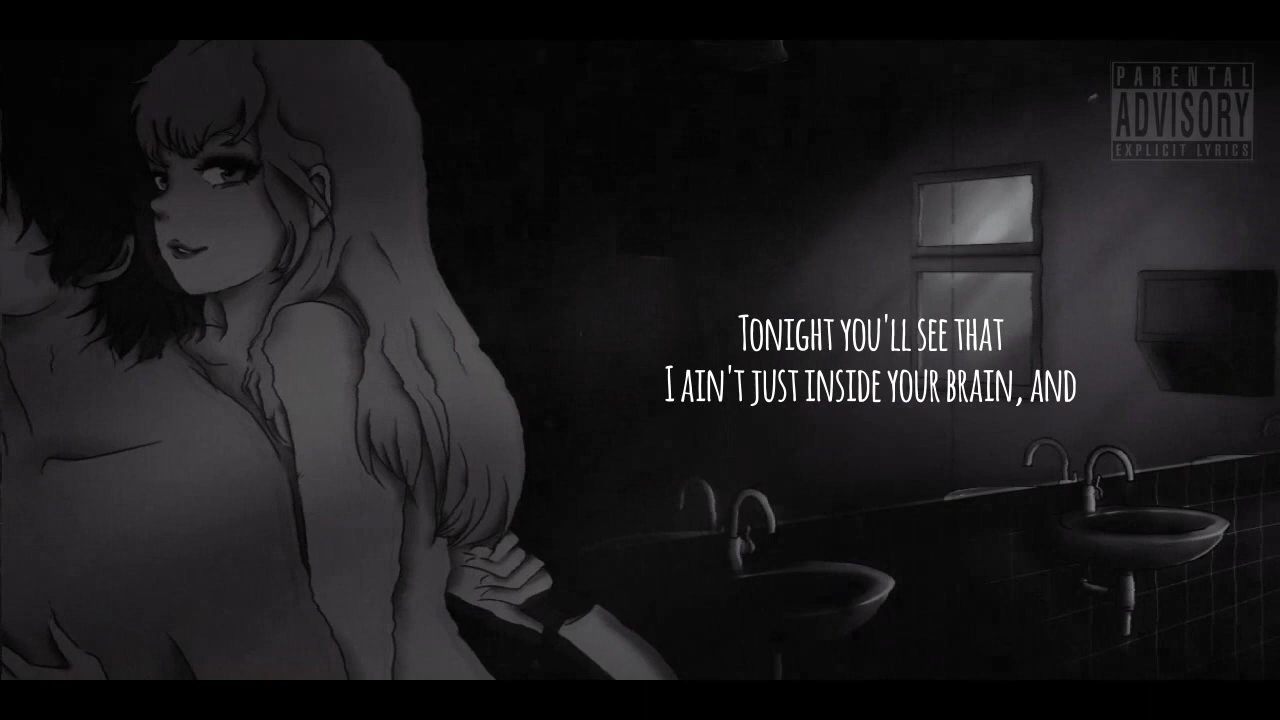 PARENTAL
ADVISORY
EXPLICIT LYRICS
TONIGHT YOU'LL SEE THAT
I AIN'T JUST INSIDE YOUR BRAIN, AND